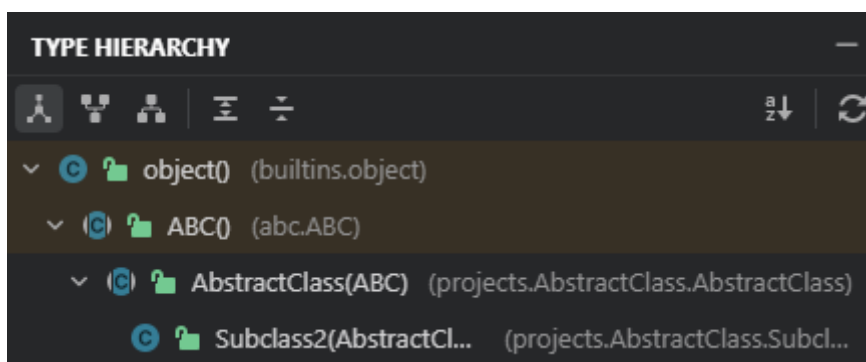 TYPE HIERARCHY
object() (builtins.object)
ABC() (abc.ABC)
AbstractClass(ABC) (projects.AbstractClass.AbstractClass)
Subclass2(AbstractCl... (projects.AbstractClass.Subcl...